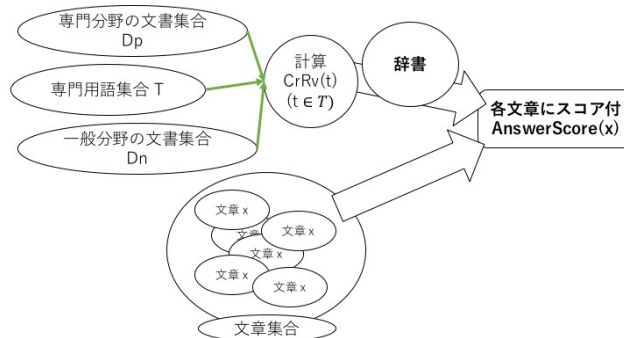 専門分野の文書集合
Dp
専門用語集合 T
一般分野の文書集合
Dn
計算
CrRv(t)
(t ∈ T)
辞書
各文章にスコア付
AnswerScore(x)
文章 x
文章 x
文章
文章 x
文章 x
文章 x
文章集合